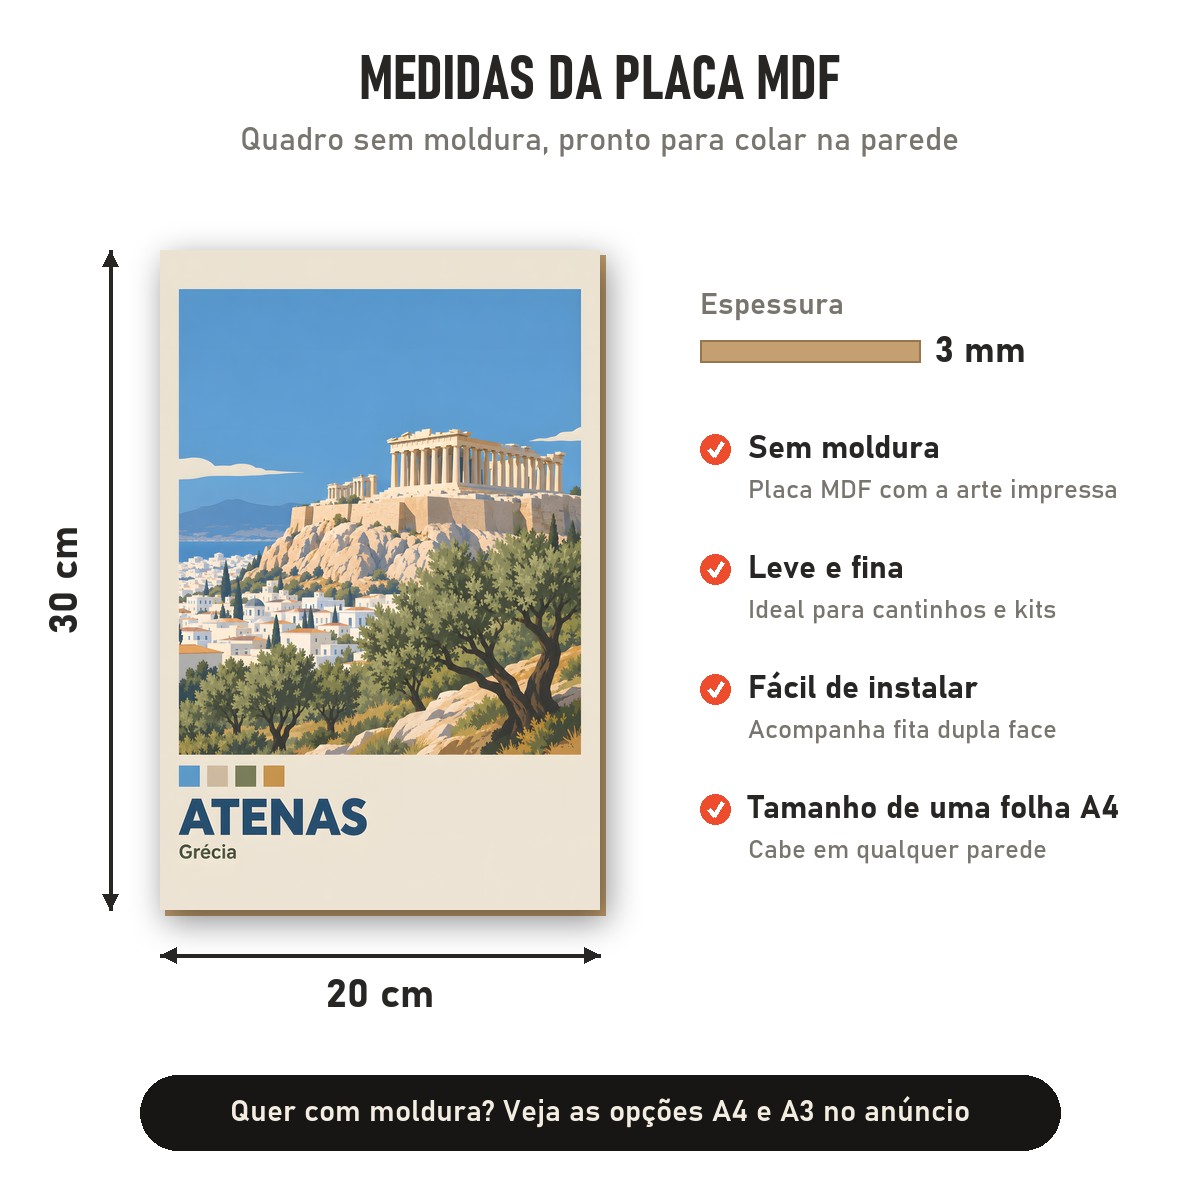 MEDIDAS DA PLACA MDF
Quadro sem moldura, pronto para colar na parede
30 cm
ATENAS
Grécia
20 cm
Espessura
3 mm
Sem moldura
Placa MDF com a arte impressa
Leve e fina
Ideal para cantinhos e kits
Fácil de instalar
Acompanha fita dupla face
Tamanho de uma folha A4
Cabe em qualquer parede
Quer com moldura? Veja as opções A4 e A3 no anúncio